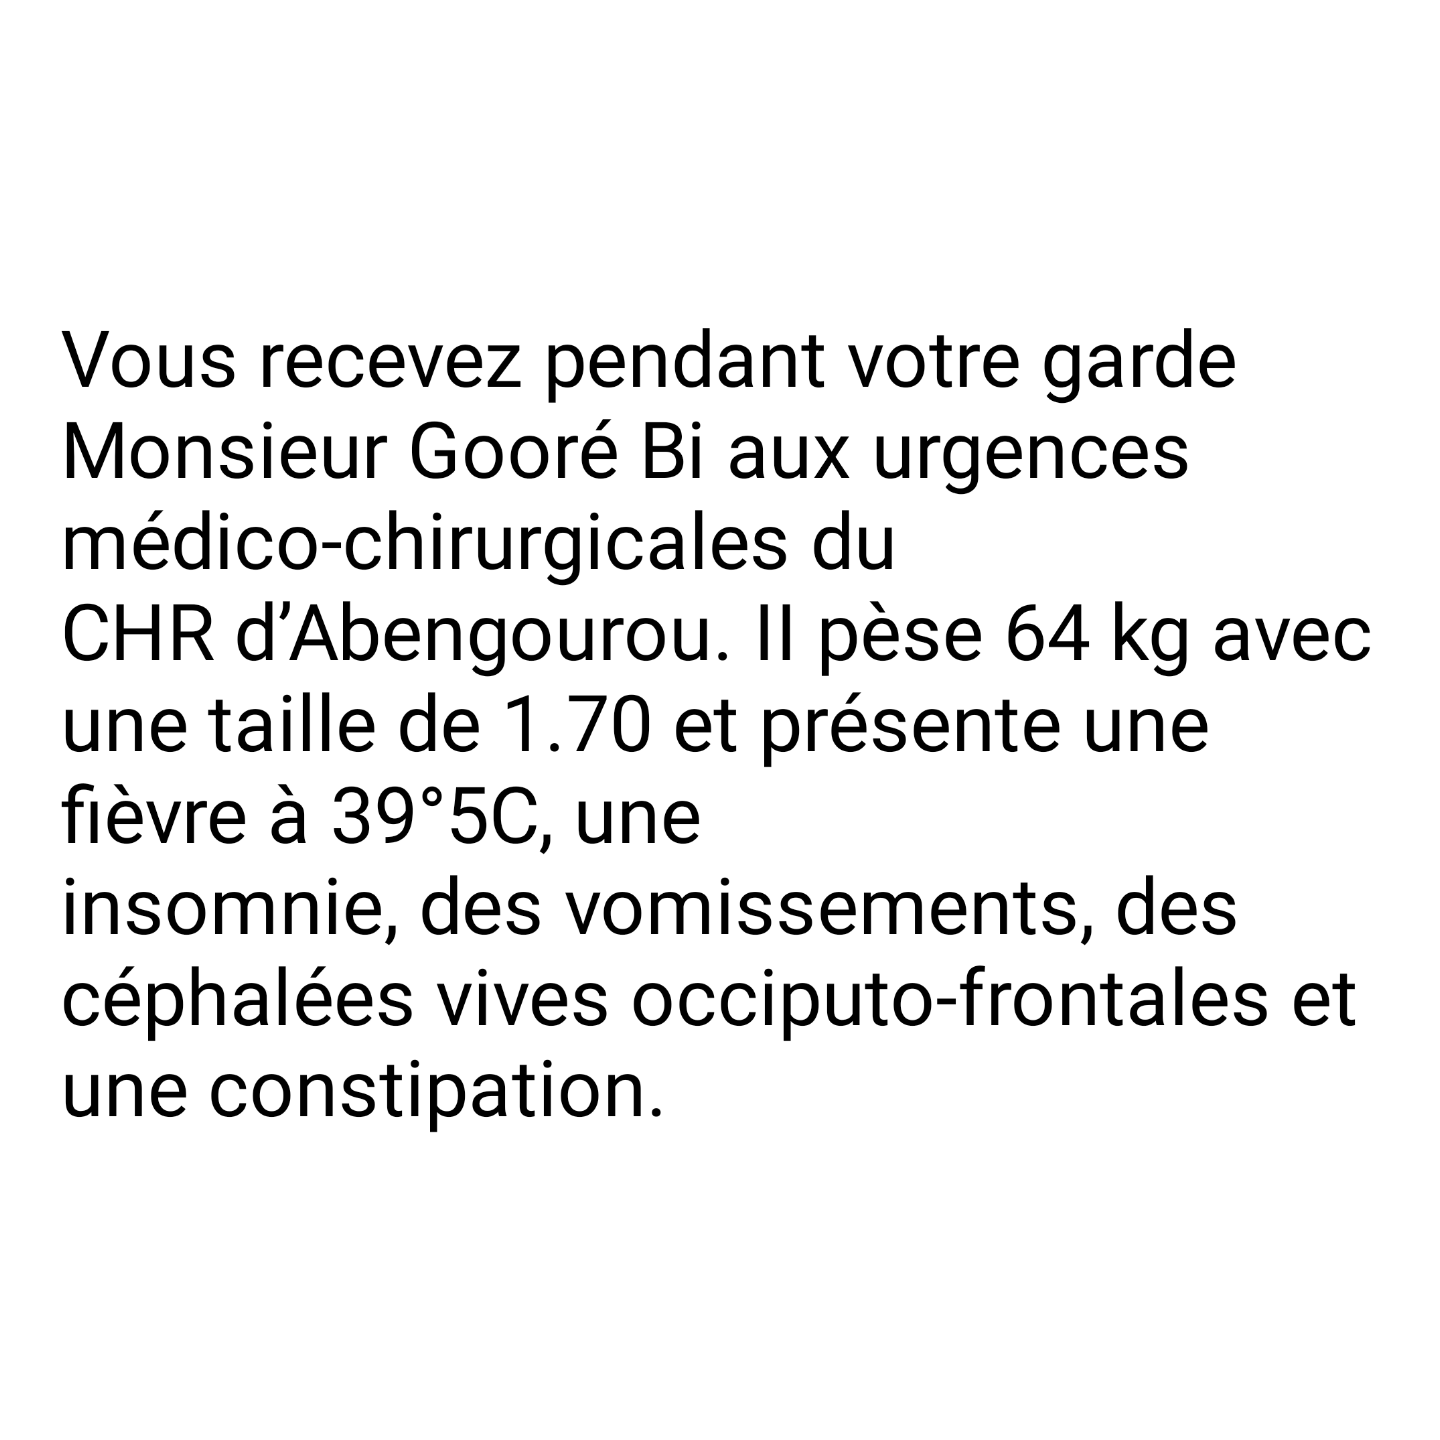 Vous recevez pendant votre garde
Monsieur Gooré Bi aux urgences
médico-chirurgicales du
CHR d’Abengourou. II pèse 64 kg avec
une taille de 1.70 et présente une
fièvre à 39°5C, une
insomnie, des vomissements, des
céphalées vives occiputo-frontales et
une constipation.